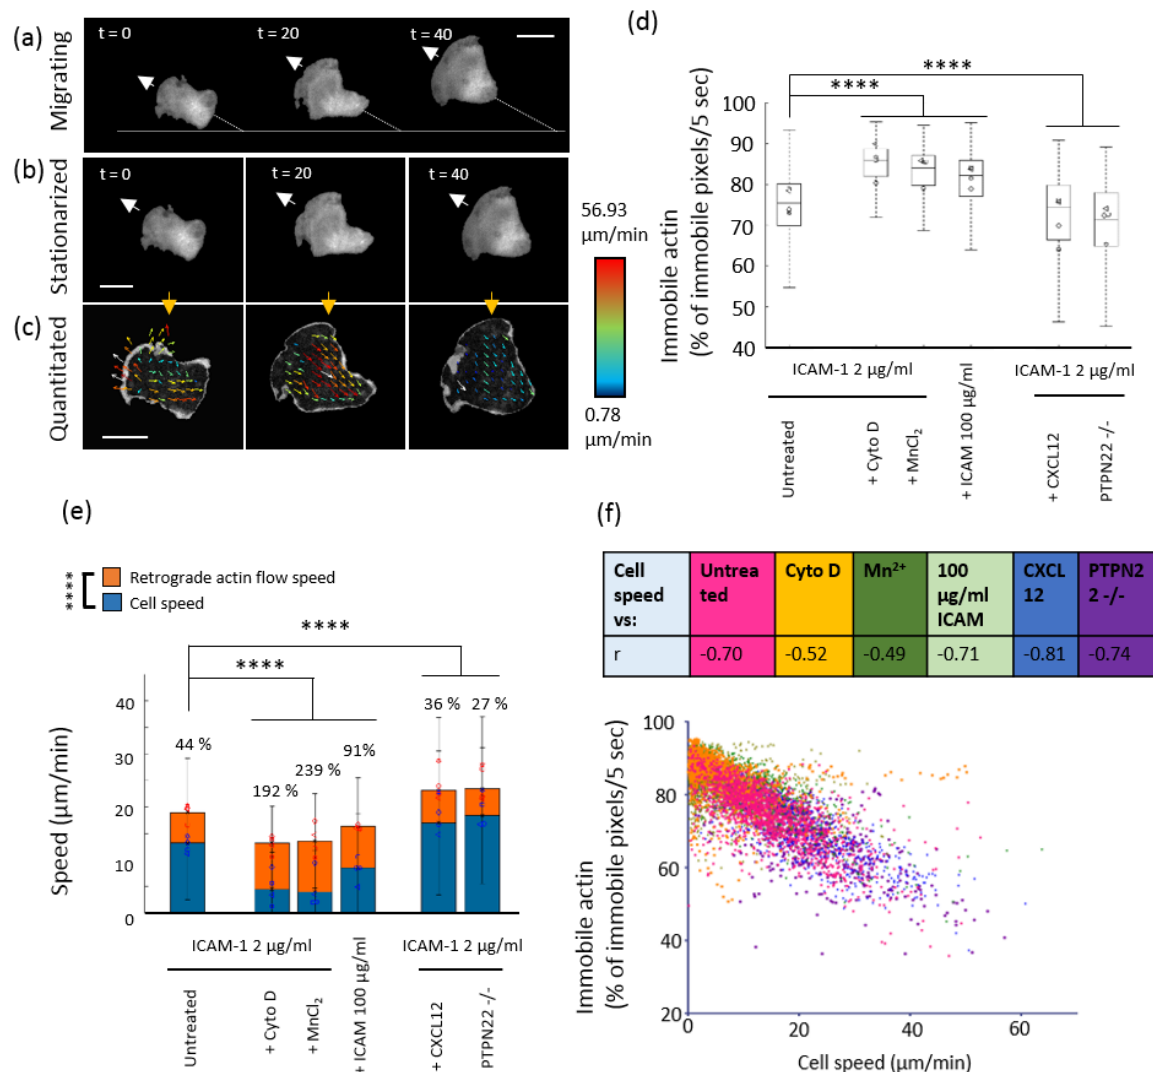 (a)
Migrating
t = 0
t = 20
t = 40
(b)
Stationarized
t = 0
t = 20
t = 40
(c)
Quantitated
56.93
µm/min
0.78
µm/min
(d)
Immobile actin
(% of immobile pixels/5 sec)
****
****
100
90
80
70
60
50
40
ICAM-1 2 µg/ml
ICAM-1 2 µg/ml
Untreated
+ Cyto D
+ MnCl₂
+ ICAM 100 µg/ml
+ CXCL12
PTPN22 -/-
(e)
****
Retrograde actin flow speed
Cell speed
****
****
Speed (µm/min)
40
30
20
10
0
44 %
192 %
239 %
91%
36 %
27 %
ICAM-1 2 µg/ml
ICAM-1 2 µg/ml
Untreated
+ Cyto D
+ MnCl₂
+ ICAM 100 µg/ml
+ CXCL12
PTPN22 -/-
(f)
Cell speed vs: Untrea ted Cyto D Mn²⁺ 100 µg/ml ICAM CXCL 12 PTPN2 2 -/-
r -0.70 -0.52 -0.49 -0.71 -0.81 -0.74
Immobile actin
(% of immobile pixels/5 sec)
100
80
60
40
20
0
20
40
60
Cell speed (µm/min)